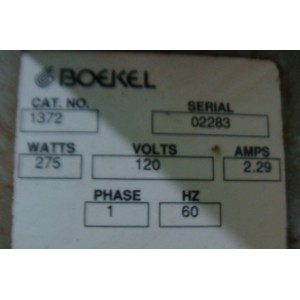 BOEKEL
CAT. NO. SERIAL
1372 02283
WATTS VOLTS AMPS
275 120 2.29
PHASE HZ
1 60